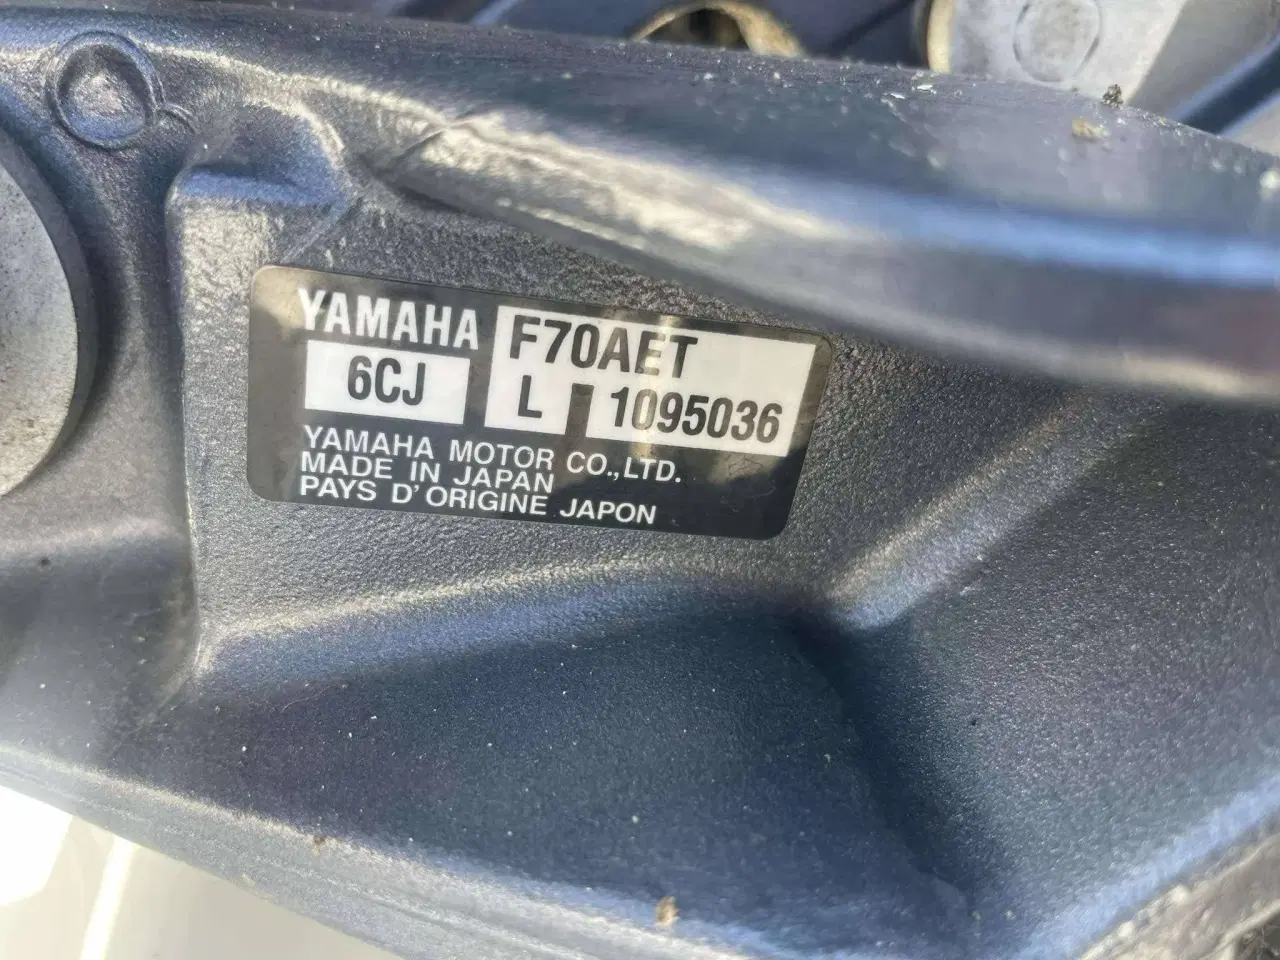 YAMAHA F70AET
6CJ L 1095036
YAMAHA MOTOR CO.,LTD.
MADE IN JAPAN
PAYS D'ORIGINE JAPON